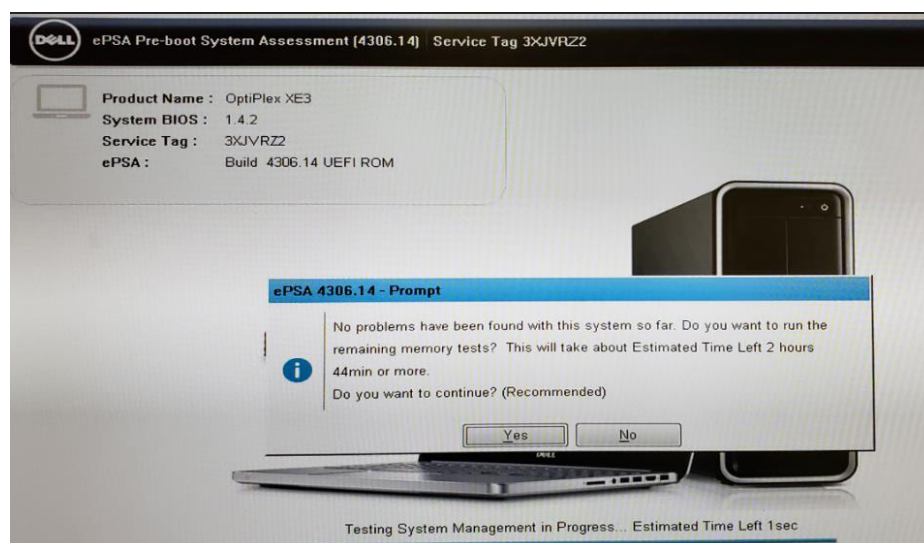 DELL ePSA Pre-boot System Assessment (4306.14) Service Tag 3XJVRZ2
Product Name : OptiPlex XE3
System BIOS : 1.4.2
Service Tag : 3XJVRZ2
ePSA : Build 4306.14 UEFI ROM
ePSA 4306.14 - Prompt
No problems have been found with this system so far. Do you want to run the
remaining memory tests? This will take about Estimated Time Left 2 hours
44min or more.
Do you want to continue? (Recommended)
Yes No
DELL
Testing System Management in Progress... Estimated Time Left 1sec